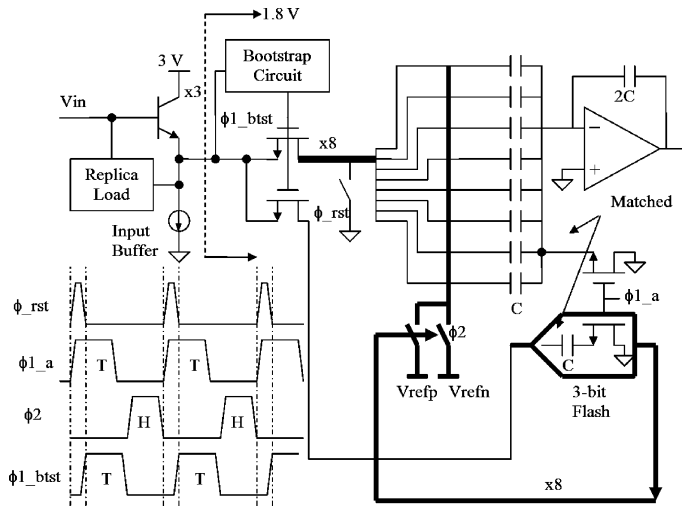 1.8 V
3 V
x3
Bootstrap
Circuit
Vin
ϕ1_btst
x8
2C
−
+
Replica
Load
ϕ_rst
Matched
Input
Buffer
C
ϕ1_a
ϕ_rst
ϕ2
C
ϕ1_a
T
T
Vrefp
Vrefn
3-bit
Flash
ϕ2
H
H
ϕ1_btst
T
T
x8